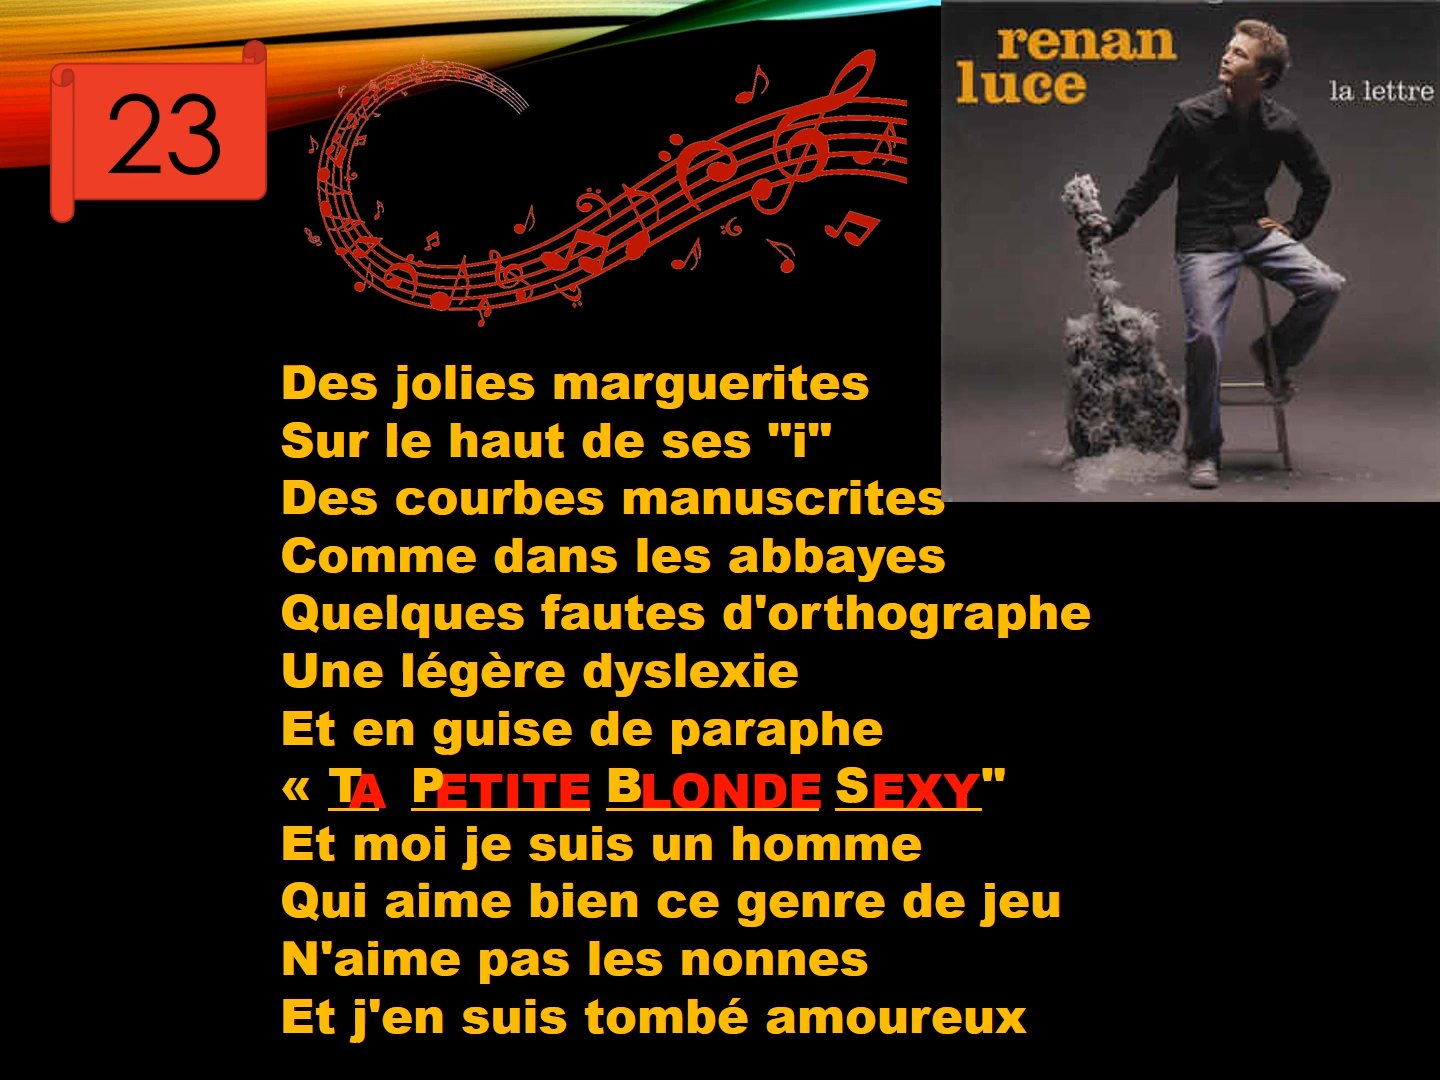 23
renan
luce
la lettre
Des jolies marguerites
Sur le haut de ses "i"
Des courbes manuscrites
Comme dans les abbayes
Quelques fautes d'orthographe
Une légère dyslexie
Et en guise de paraphe
« TA PETITE BLONDE SEXY"
Et moi je suis un homme
Qui aime bien ce genre de jeu
N'aime pas les nonnes
Et j'en suis tombé amoureux